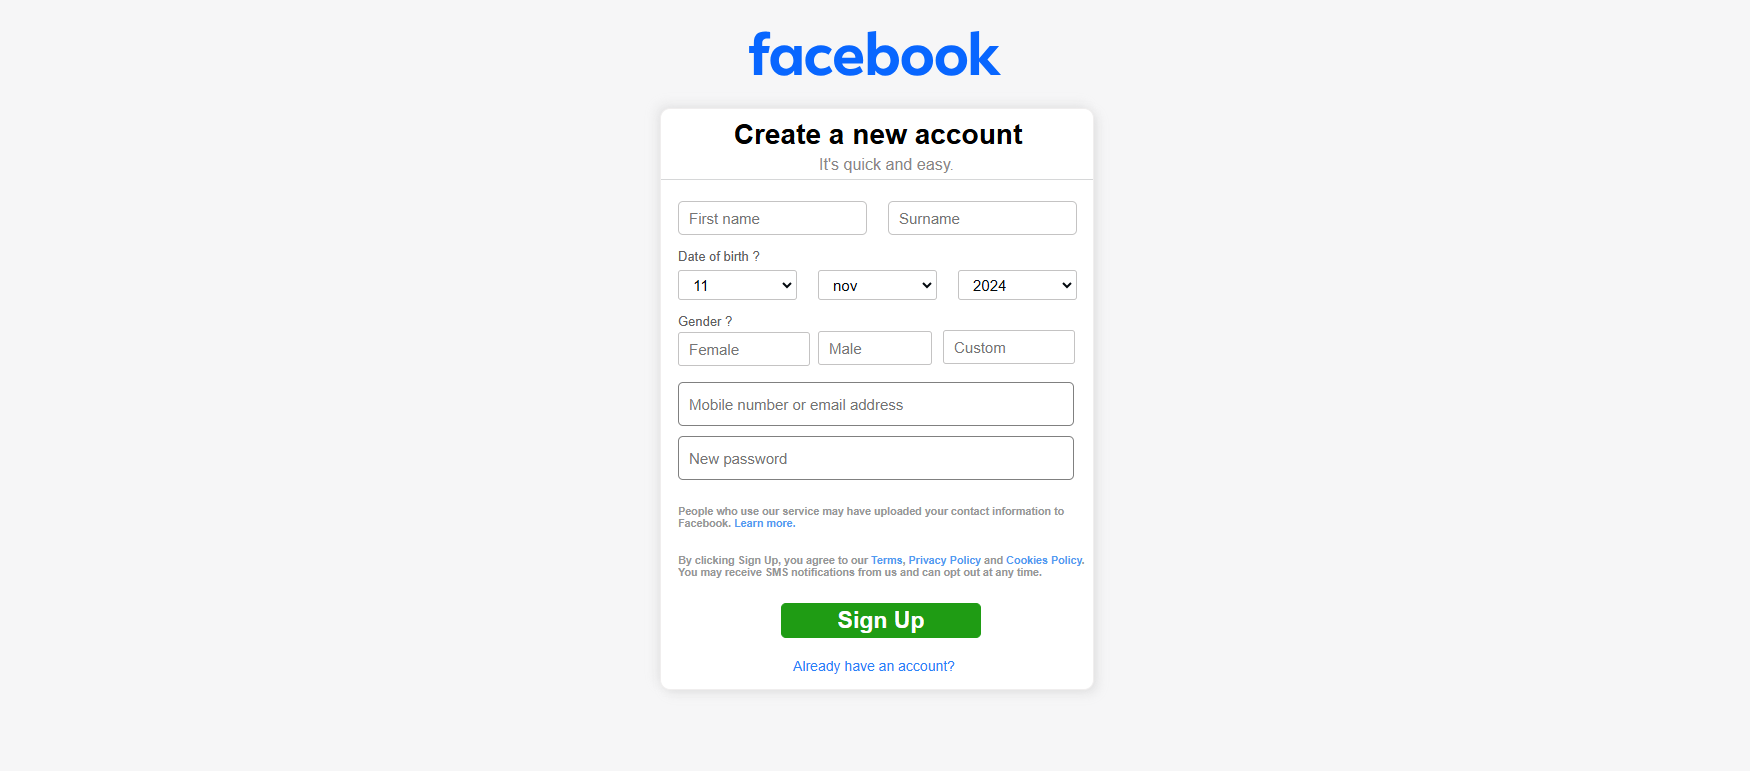 facebook
Create a new account
It's quick and easy.
First name Surname
Date of birth ?
11 nov 2024
Gender ?
Female Male Custom
Mobile number or email address
New password
People who use our service may have uploaded your contact information to
Facebook. Learn more.
By clicking Sign Up, you agree to our Terms, Privacy Policy and Cookies Policy.
You may receive SMS notifications from us and can opt out at any time.
Sign Up
Already have an account?